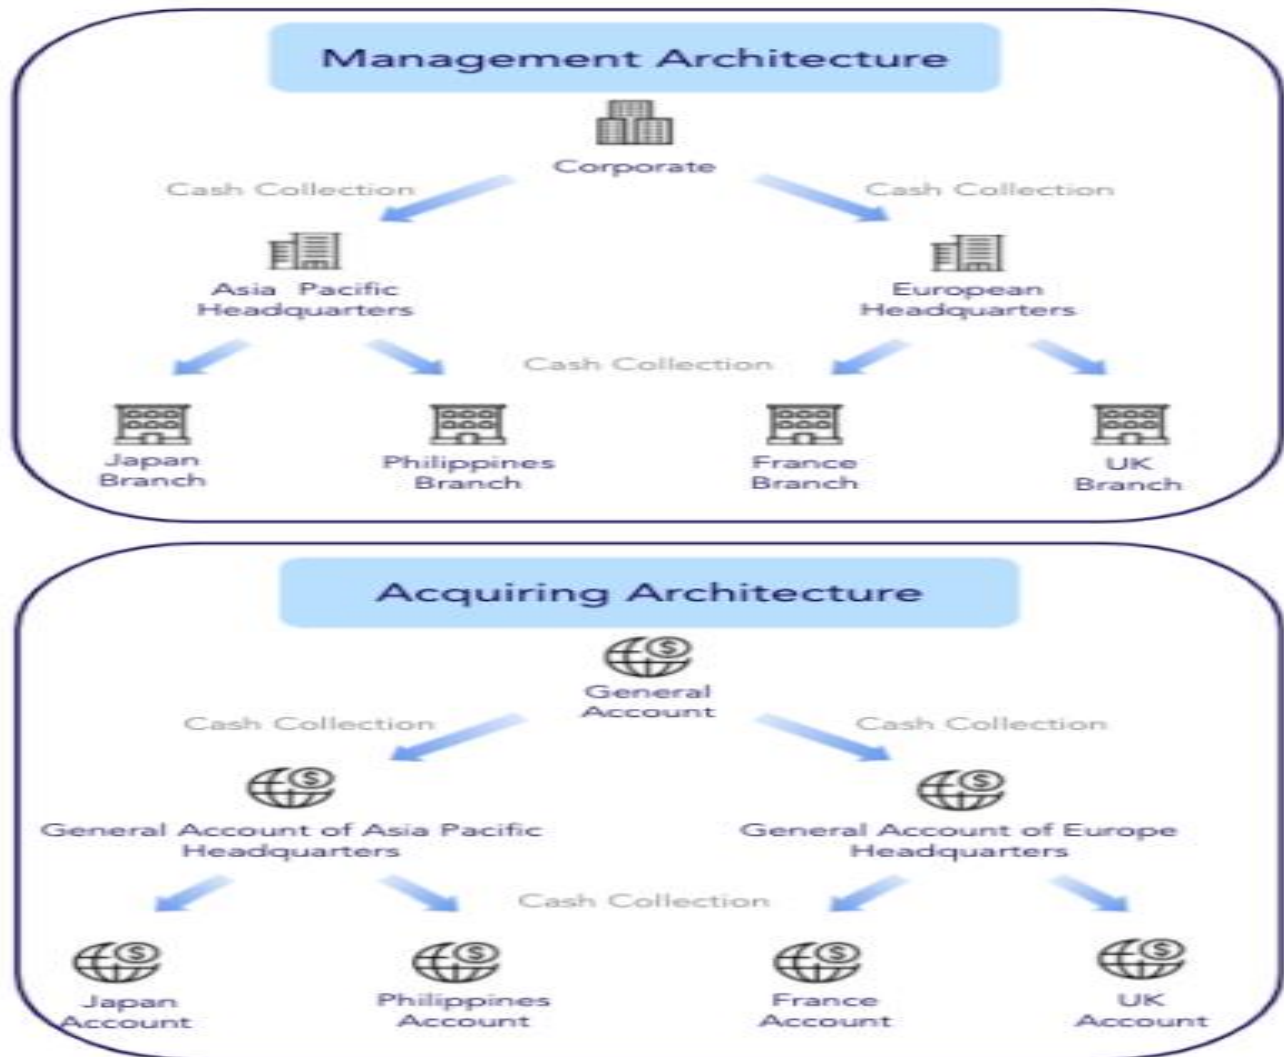 Management Architecture
Corporate
Cash Collection
Cash Collection
Asia Pacific
Headquarters
European
Headquarters
Cash Collection
Japan
Branch
Philippines
Branch
France
Branch
UK
Branch
Acquiring Architecture
General
Account
Cash Collection
Cash Collection
General Account of Asia Pacific
Headquarters
General Account of Europe
Headquarters
Cash Collection
Japan
Account
Philippines
Account
France
Account
UK
Account